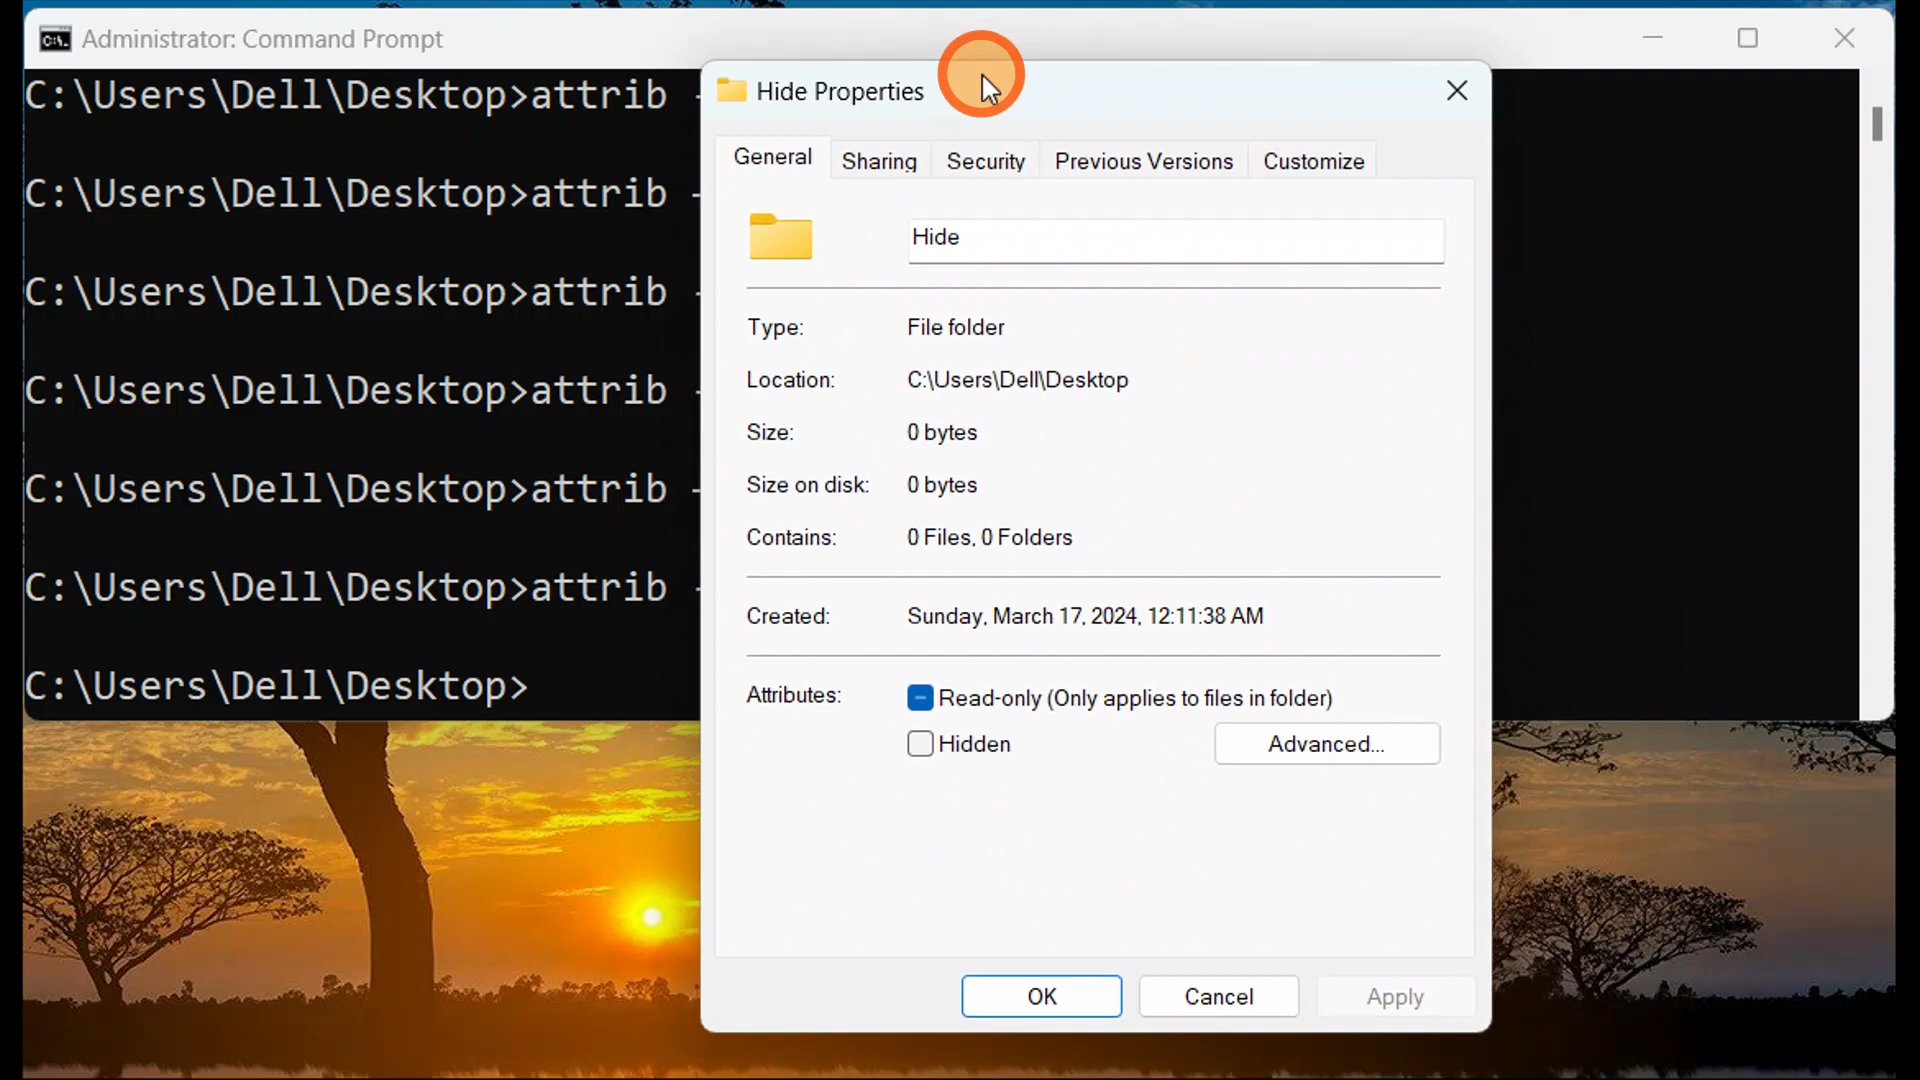 Administrator: Command Prompt
C:\Users\Dell\Desktop>attrib -
C:\Users\Dell\Desktop>attrib -
C:\Users\Dell\Desktop>attrib -
C:\Users\Dell\Desktop>attrib -
C:\Users\Dell\Desktop>attrib -
C:\Users\Dell\Desktop>attrib -
C:\Users\Dell\Desktop>
Hide Properties
General Sharing Security Previous Versions Customize
Hide
Type: File folder
Location: C:\Users\Dell\Desktop
Size: 0 bytes
Size on disk: 0 bytes
Contains: 0 Files, 0 Folders
Created: Sunday, March 17, 2024, 12:11:38 AM
Attributes: Read-only (Only applies to files in folder)
Hidden Advanced...
OK Cancel Apply